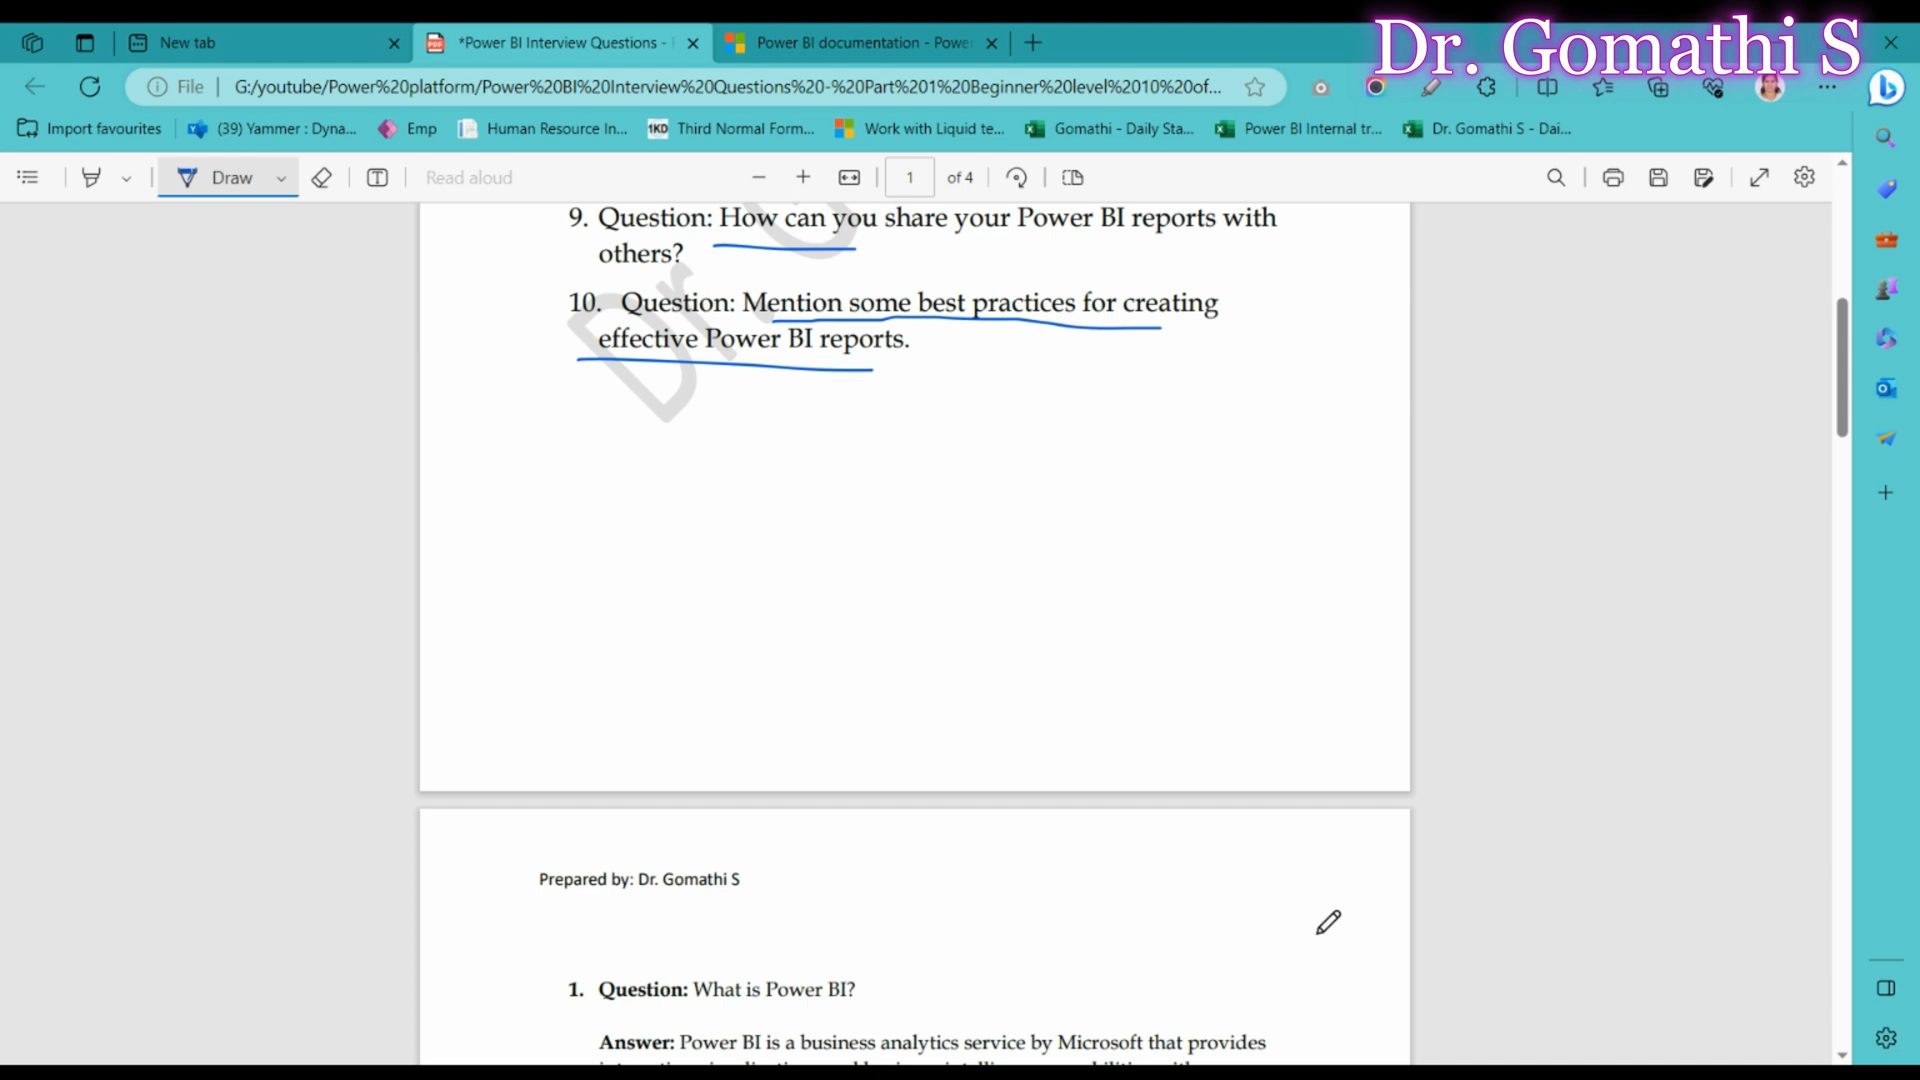 Dr. Gomathi S
New tab
*Power BI Interview Questions -
Power BI documentation - Power
File
G:/youtube/Power%20platform/Power%20BI%20Interview%20Questions%20-%20Part%201%20Beginner%20level%2010%20of...
Import favourites
(39) Yammer : Dyna...
Emp
Human Resource In...
1KD
Third Normal Form...
Work with Liquid te...
Gomathi - Daily Sta...
Power BI Internal tr...
Dr. Gomathi S - Dai...
Draw
Read aloud
1
of 4
9. Question: How can you share your Power BI reports with
others?
10. Question: Mention some best practices for creating
effective Power BI reports.
Dr. G
Prepared by: Dr. Gomathi S
1. Question: What is Power BI?
Answer: Power BI is a business analytics service by Microsoft that provides